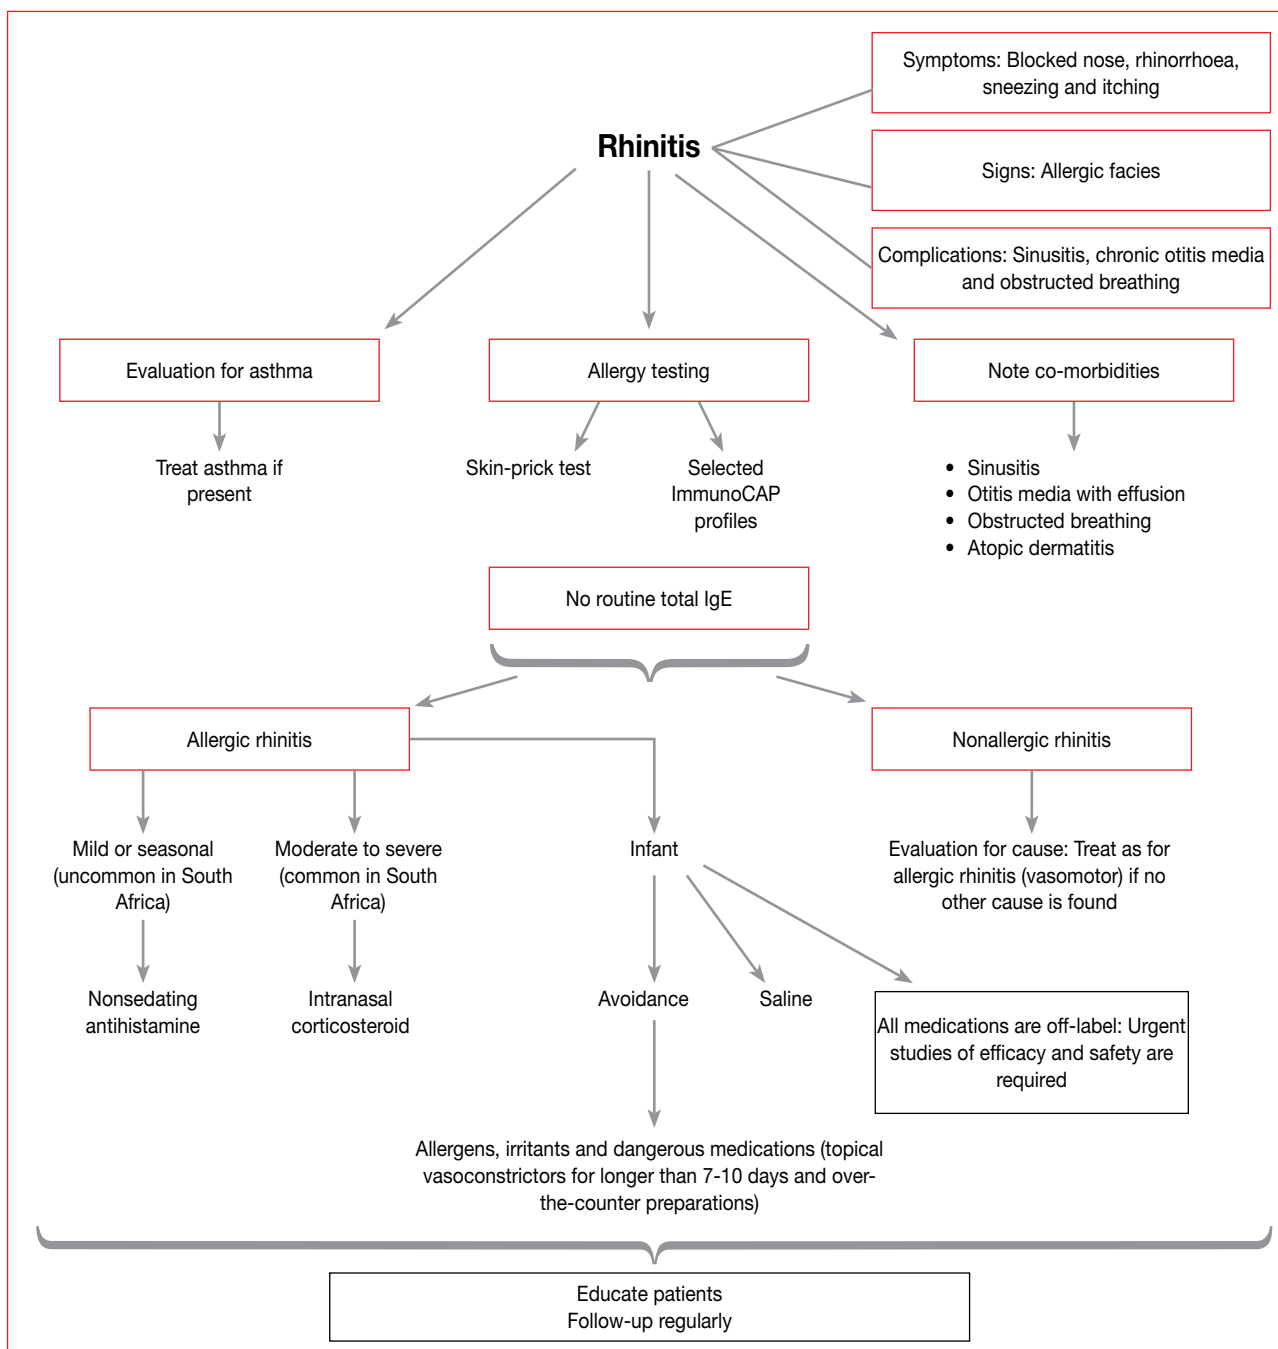 Symptoms: Blocked nose, rhinorrhoea,
sneezing and itching
Rhinitis
Signs: Allergic facies
Complications: Sinusitis, chronic otitis media
and obstructed breathing
Evaluation for asthma
Allergy testing
Note co-morbidities
Treat asthma if
present
Skin-prick test
Selected
ImmunoCAP
profiles
• Sinusitis
• Otitis media with effusion
• Obstructed breathing
• Atopic dermatitis
No routine total IgE
Allergic rhinitis
Nonallergic rhinitis
Mild or seasonal
(uncommon in South
Africa)
Moderate to severe
(common in South
Africa)
Infant
Evaluation for cause: Treat as for
allergic rhinitis (vasomotor) if no
other cause is found
Nonsedating
antihistamine
Intranasal
corticosteroid
Avoidance
Saline
All medications are off-label: Urgent
studies of efficacy and safety are
required
Allergens, irritants and dangerous medications (topical
vasoconstrictors for longer than 7-10 days and over-
the-counter preparations)
Educate patients
Follow-up regularly